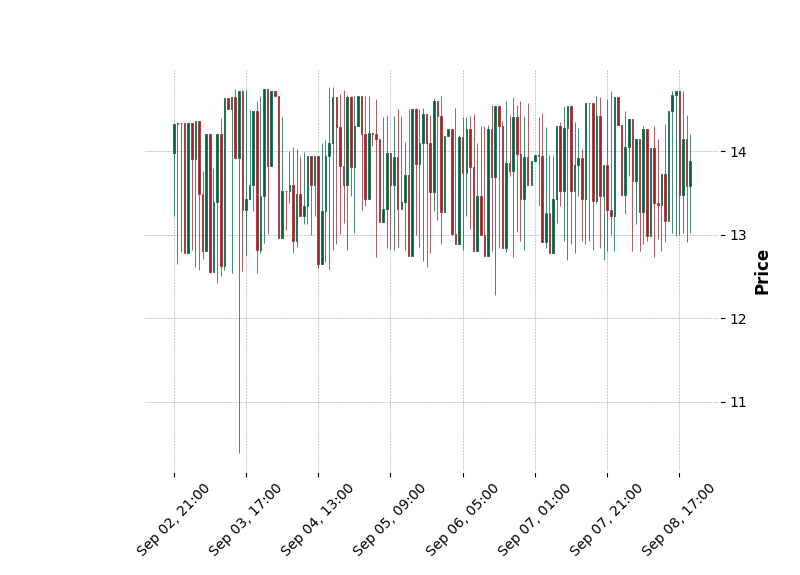 14
13
12
11
Price
Sep 02, 21:00
Sep 03, 17:00
Sep 04, 13:00
Sep 05, 09:00
Sep 06, 05:00
Sep 07, 01:00
Sep 07, 21:00
Sep 08, 17:00